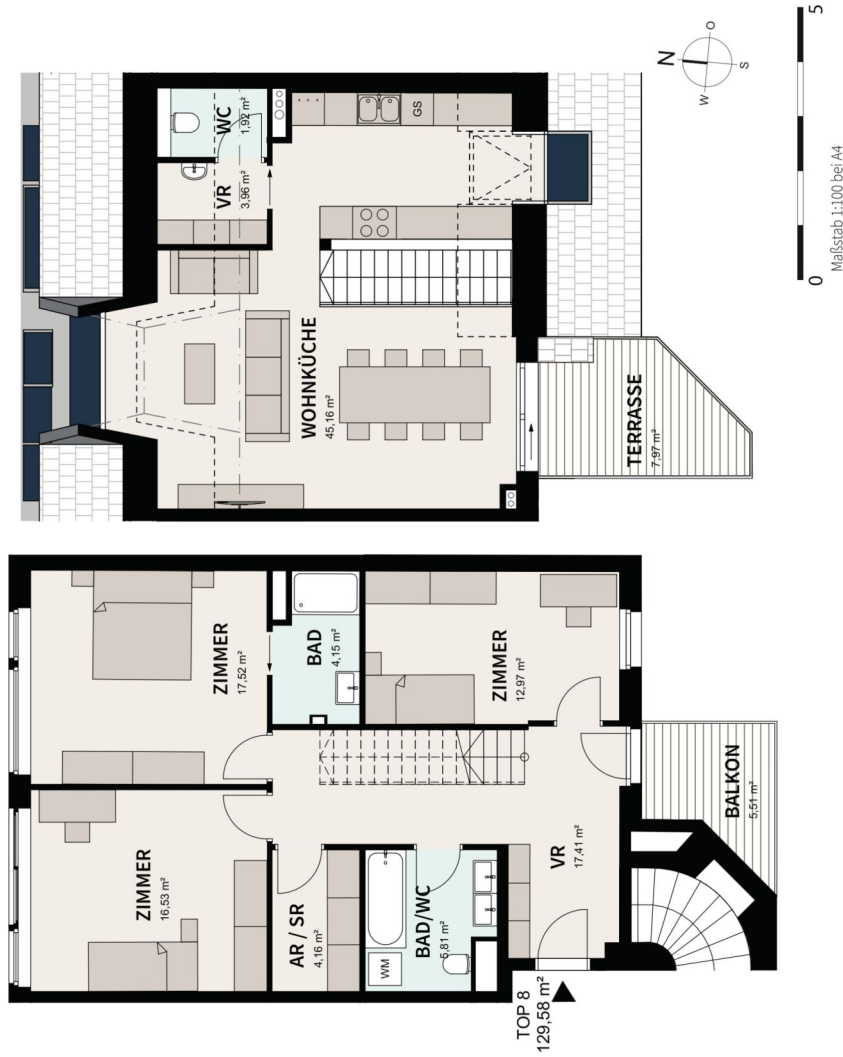 WC
1,92 m²
VR
3,96 m²
GS
WOHNKÜCHE
45,16 m²
TERRASSE
7,97 m²
N
O
S
W
0
5
Maßstab 1:100 bei A4
ZIMMER
17,52 m²
BAD
4,15 m²
ZIMMER
12,97 m²
ZIMMER
16,53 m²
AR / SR
4,16 m²
WM
BAD/WC
5,81 m²
VR
17,41 m²
BALKON
5,51 m²
TOP 8
129,58 m²